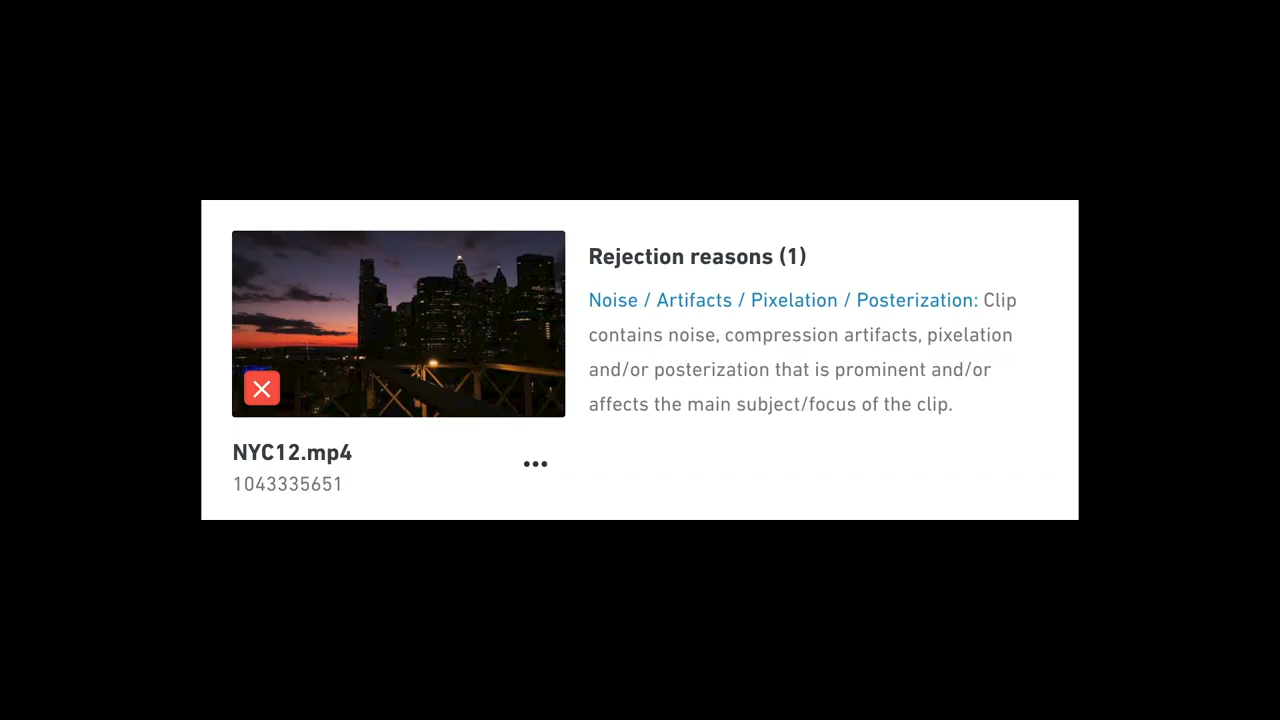 Rejection reasons (1)
Noise / Artifacts / Pixelation / Posterization: Clip
contains noise, compression artifacts, pixelation
and/or posterization that is prominent and/or
affects the main subject/focus of the clip.
NYC12.mp4
1043335651